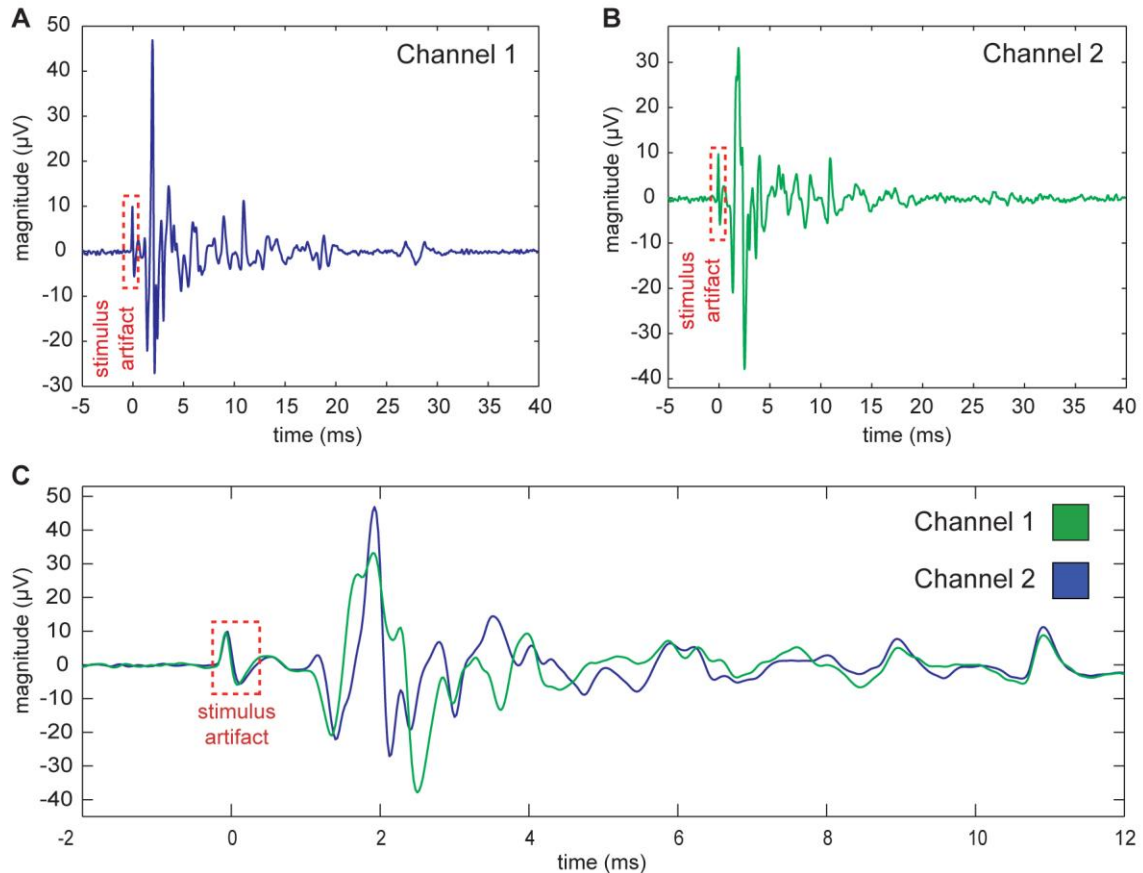 A
Channel 1
magnitude (µV)
50
40
30
20
10
0
-10
-20
-30
stimulus
artifact
-5 0 5 10 15 20 25 30 35 40
time (ms)
B
Channel 2
magnitude (µV)
30
20
10
0
-10
-20
-30
-40
stimulus
artifact
-5 0 5 10 15 20 25 30 35 40
time (ms)
C
magnitude (µV)
50
40
30
20
10
0
-10
-20
-30
-40
Channel 1
Channel 2
stimulus
artifact
-2 0 2 4 6 8 10 12
time (ms)